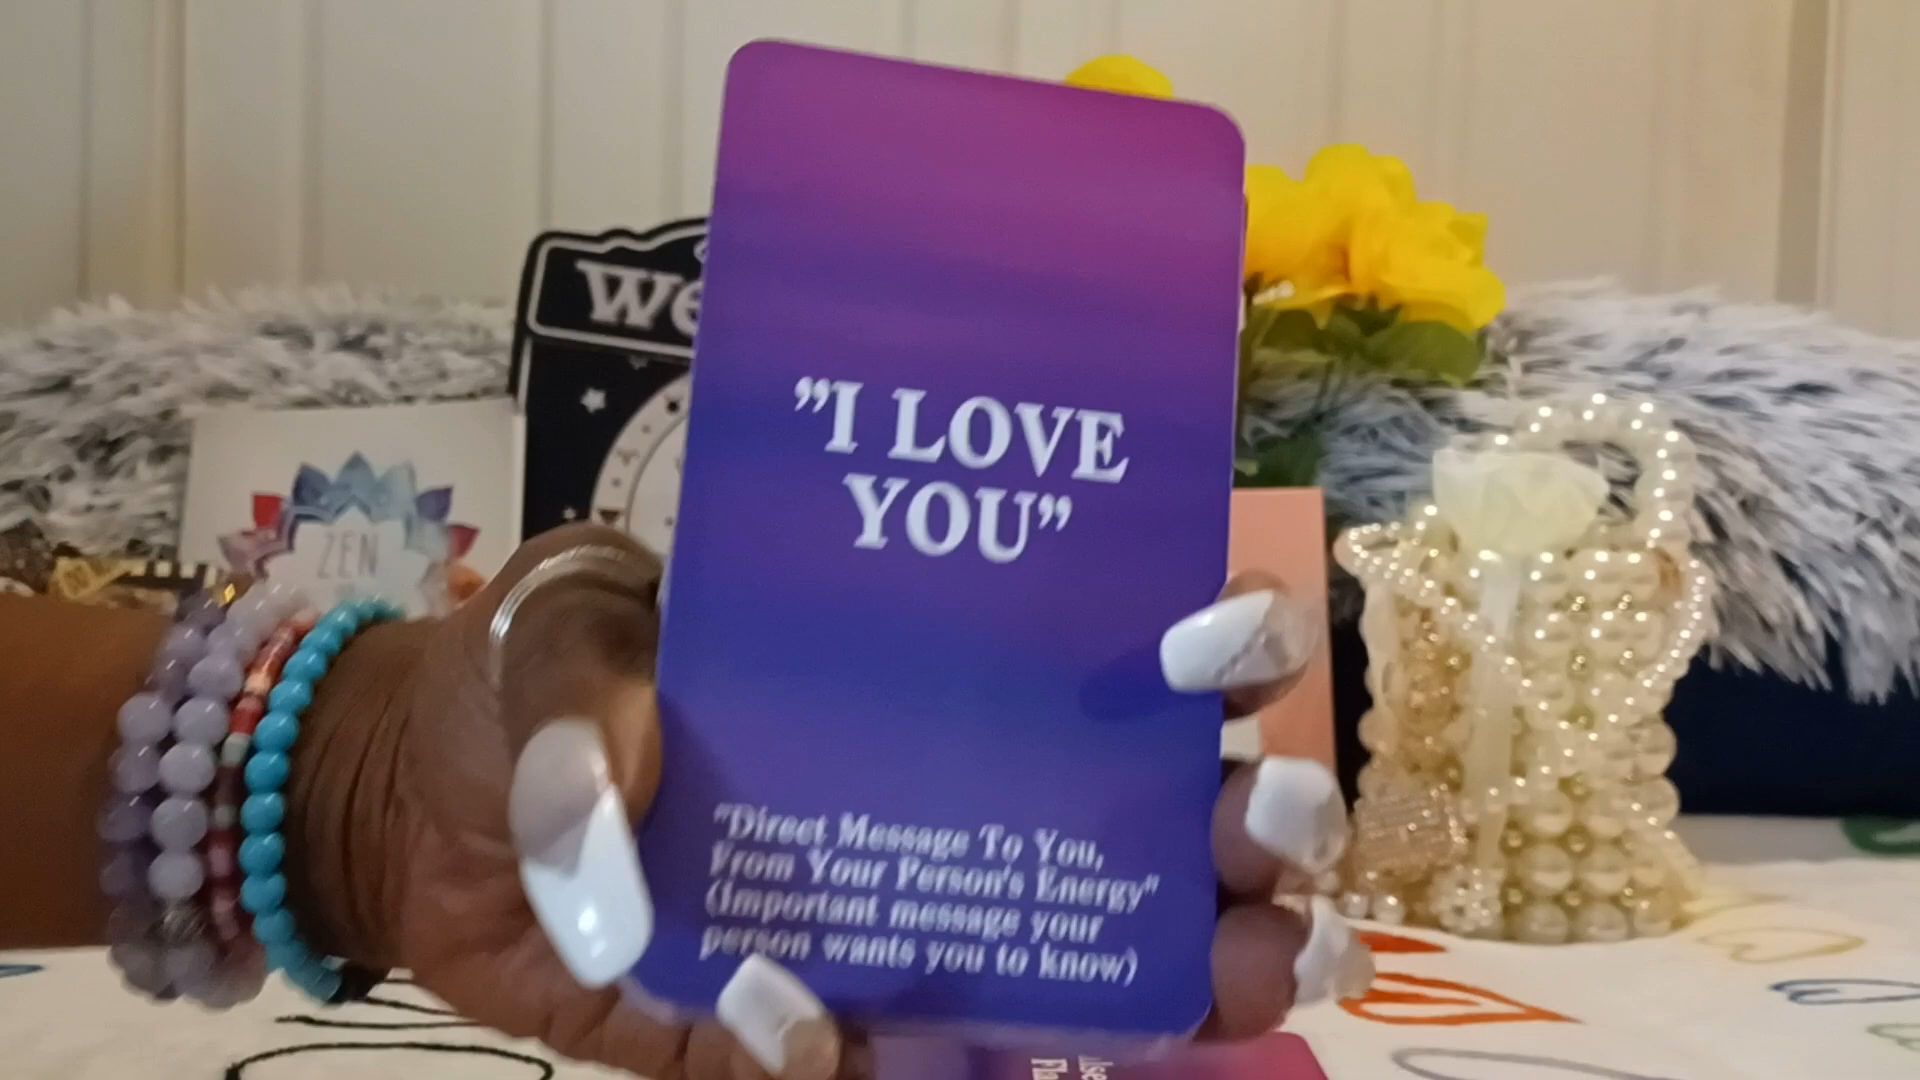 We
"I LOVE
YOU"
ZEN
"Direct Message To You,
From Your Person's Energy"
(Important message your
person wants you to know)